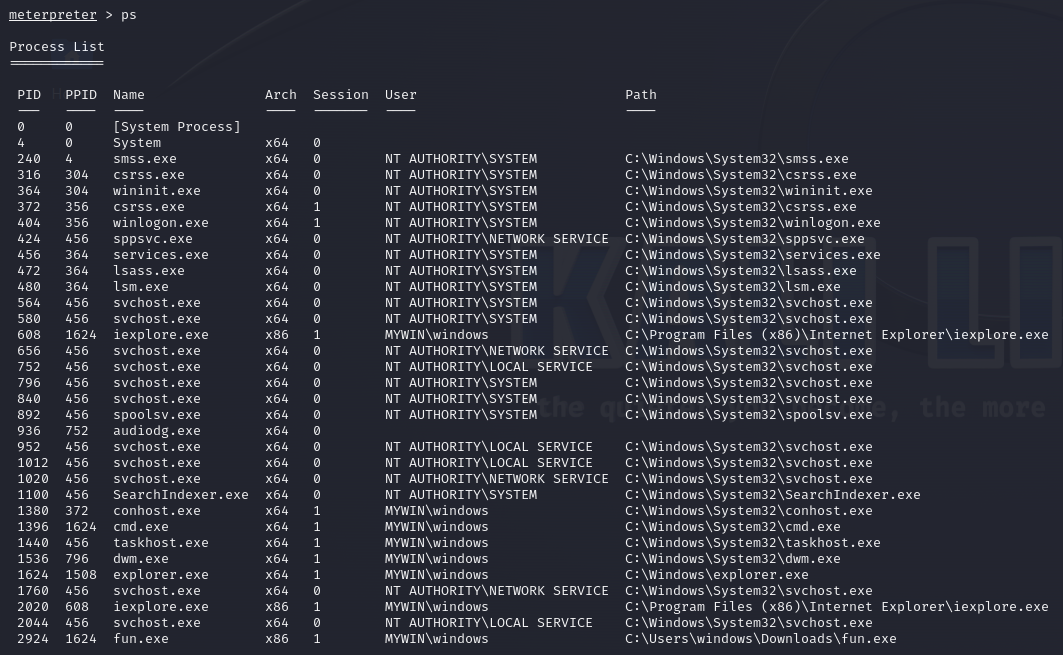 meterpreter > ps
Process List
PID PPID Name Arch Session User Path
0 0 [System Process]
4 0 System x64 0
240 4 smss.exe x64 0 NT AUTHORITY\SYSTEM C:\Windows\System32\smss.exe
316 304 csrss.exe x64 0 NT AUTHORITY\SYSTEM C:\Windows\System32\csrss.exe
364 304 wininit.exe x64 0 NT AUTHORITY\SYSTEM C:\Windows\System32\wininit.exe
372 356 csrss.exe x64 1 NT AUTHORITY\SYSTEM C:\Windows\System32\csrss.exe
404 356 winlogon.exe x64 1 NT AUTHORITY\SYSTEM C:\Windows\System32\winlogon.exe
424 456 sppsvc.exe x64 0 NT AUTHORITY\NETWORK SERVICE C:\Windows\System32\sppsvc.exe
456 364 services.exe x64 0 NT AUTHORITY\SYSTEM C:\Windows\System32\services.exe
472 364 lsass.exe x64 0 NT AUTHORITY\SYSTEM C:\Windows\System32\lsass.exe
480 364 lsm.exe x64 0 NT AUTHORITY\SYSTEM C:\Windows\System32\lsm.exe
564 456 svchost.exe x64 0 NT AUTHORITY\SYSTEM C:\Windows\System32\svchost.exe
580 456 svchost.exe x64 0 NT AUTHORITY\SYSTEM C:\Windows\System32\svchost.exe
608 1624 iexplore.exe x86 1 MYWIN\windows C:\Program Files (x86)\Internet Explorer\iexplore.exe
656 456 svchost.exe x64 0 NT AUTHORITY\NETWORK SERVICE C:\Windows\System32\svchost.exe
752 456 svchost.exe x64 0 NT AUTHORITY\LOCAL SERVICE C:\Windows\System32\svchost.exe
796 456 svchost.exe x64 0 NT AUTHORITY\SYSTEM C:\Windows\System32\svchost.exe
840 456 svchost.exe x64 0 NT AUTHORITY\SYSTEM C:\Windows\System32\svchost.exe
892 456 spoolsv.exe x64 0 NT AUTHORITY\SYSTEM C:\Windows\System32\spoolsv.exe
936 752 audiodg.exe x64 0
952 456 svchost.exe x64 0 NT AUTHORITY\LOCAL SERVICE C:\Windows\System32\svchost.exe
1012 456 svchost.exe x64 0 NT AUTHORITY\LOCAL SERVICE C:\Windows\System32\svchost.exe
1020 456 svchost.exe x64 0 NT AUTHORITY\NETWORK SERVICE C:\Windows\System32\svchost.exe
1100 456 SearchIndexer.exe x64 0 NT AUTHORITY\SYSTEM C:\Windows\System32\SearchIndexer.exe
1380 372 conhost.exe x64 1 MYWIN\windows C:\Windows\System32\conhost.exe
1396 1624 cmd.exe x64 1 MYWIN\windows C:\Windows\System32\cmd.exe
1440 456 taskhost.exe x64 1 MYWIN\windows C:\Windows\System32\taskhost.exe
1536 796 dwm.exe x64 1 MYWIN\windows C:\Windows\System32\dwm.exe
1624 1508 explorer.exe x64 1 MYWIN\windows C:\Windows\explorer.exe
1760 456 svchost.exe x64 0 NT AUTHORITY\NETWORK SERVICE C:\Windows\System32\svchost.exe
2020 608 iexplore.exe x86 1 MYWIN\windows C:\Program Files (x86)\Internet Explorer\iexplore.exe
2044 456 svchost.exe x64 0 NT AUTHORITY\LOCAL SERVICE C:\Windows\System32\svchost.exe
2924 1624 fun.exe x86 1 MYWIN\windows C:\Users\windows\Downloads\fun.exe
the more